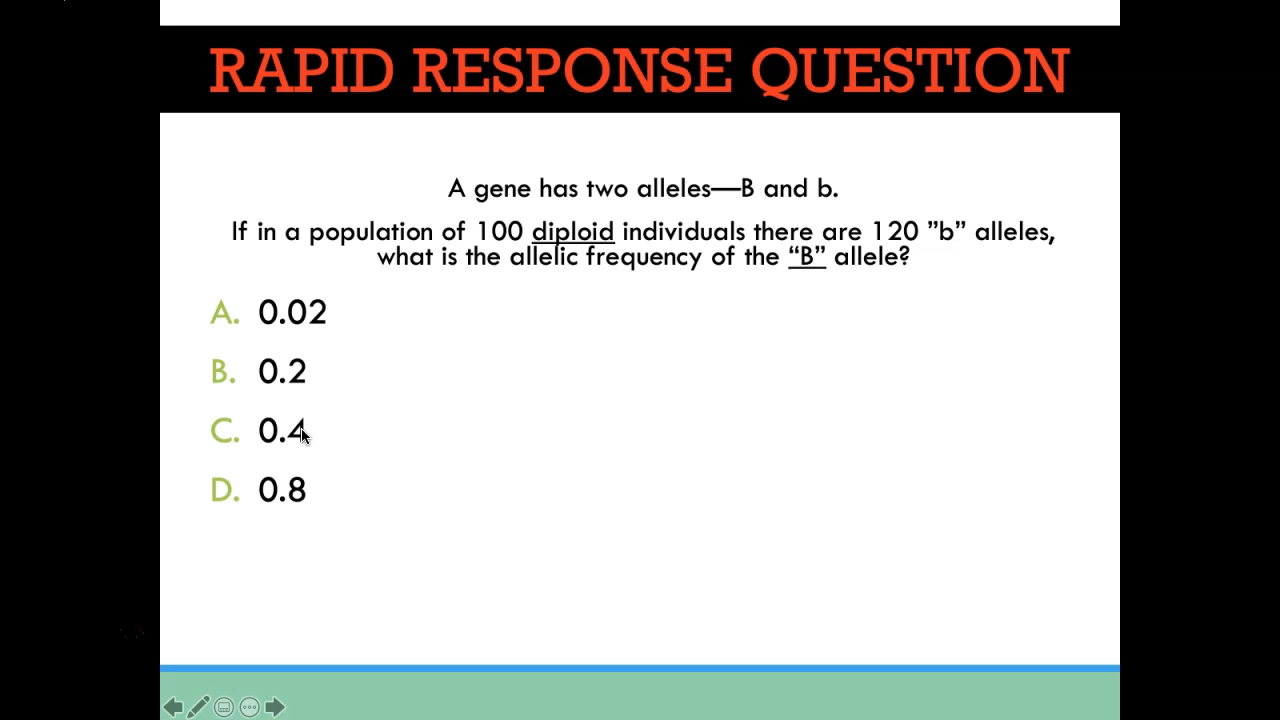 RAPID RESPONSE QUESTION
A gene has two alleles—B and b.
If in a population of 100 diploid individuals there are 120 ”b” alleles,
what is the allelic frequency of the “B” allele?
A. 0.02
B. 0.2
C. 0.4
D. 0.8